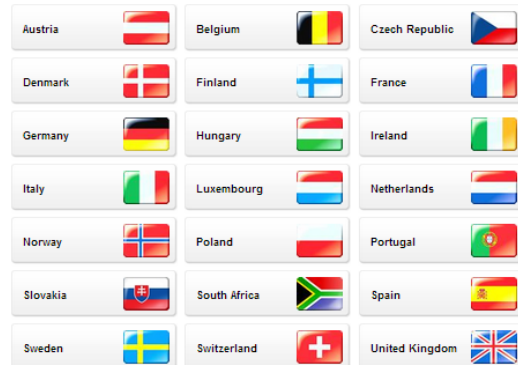 Austria
Belgium
Czech Republic
Denmark
Finland
France
Germany
Hungary
Ireland
Italy
Luxembourg
Netherlands
Norway
Poland
Portugal
Slovakia
South Africa
Spain
Sweden
Switzerland
United Kingdom